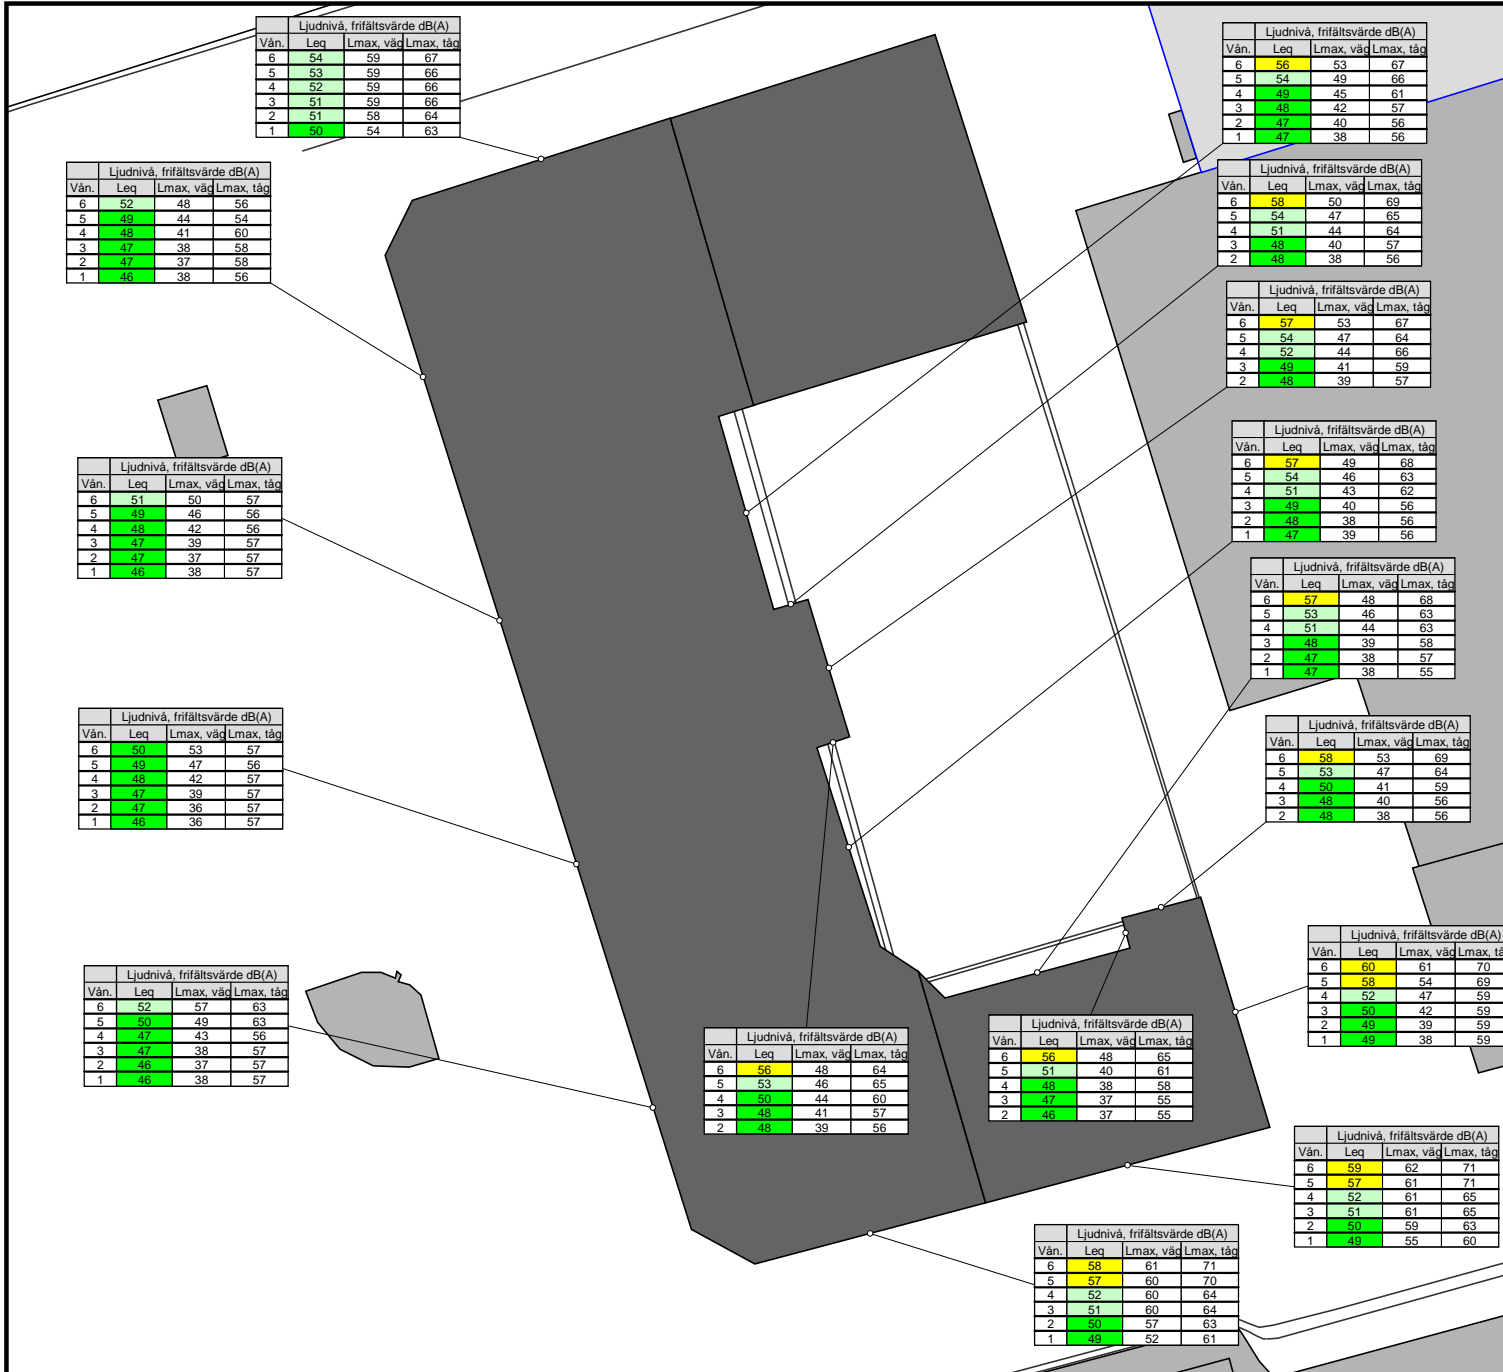 Ljudnivå, frifältsvärde dB(A)
Vån. Leq Lmax, väg Lmax, tåg
6 54 59 67
5 53 59 66
4 52 59 66
3 51 59 66
2 51 58 64
1 50 54 63
Ljudnivå, frifältsvärde dB(A)
Vån. Leq Lmax, väg Lmax, tåg
6 56 53 67
5 54 49 66
4 49 45 61
3 48 42 57
2 47 40 56
1 47 38 56
Ljudnivå, frifältsvärde dB(A)
Vån. Leq Lmax, väg Lmax, tåg
6 52 48 56
5 49 44 54
4 48 41 60
3 47 38 58
2 47 37 58
1 46 38 56
Ljudnivå, frifältsvärde dB(A)
Vån. Leq Lmax, väg Lmax, tåg
6 58 50 69
5 54 47 65
4 51 44 64
3 48 40 57
2 48 38 56
Ljudnivå, frifältsvärde dB(A)
Vån. Leq Lmax, väg Lmax, tåg
6 57 53 67
5 54 47 64
4 52 44 66
3 49 41 59
2 48 39 57
Ljudnivå, frifältsvärde dB(A)
Vån. Leq Lmax, väg Lmax, tåg
6 57 49 68
5 54 46 63
4 51 43 62
3 49 40 56
2 48 38 56
1 47 39 56
Ljudnivå, frifältsvärde dB(A)
Vån. Leq Lmax, väg Lmax, tåg
6 51 50 57
5 49 46 56
4 48 42 56
3 47 39 57
2 47 37 57
1 46 38 57
Ljudnivå, frifältsvärde dB(A)
Vån. Leq Lmax, väg Lmax, tåg
6 57 48 68
5 53 46 63
4 51 44 63
3 48 39 58
2 47 38 57
1 47 38 55
Ljudnivå, frifältsvärde dB(A)
Vån. Leq Lmax, väg Lmax, tåg
6 50 53 57
5 49 47 56
4 48 42 57
3 47 39 57
2 47 36 57
1 46 36 57
Ljudnivå, frifältsvärde dB(A)
Vån. Leq Lmax, väg Lmax, tåg
6 58 53 69
5 53 47 64
4 50 41 59
3 48 40 56
2 48 38 56
Ljudnivå, frifältsvärde dB(A)
Vån. Leq Lmax, väg Lmax, tå
6 60 61 70
5 58 54 69
4 52 47 59
3 50 42 59
2 49 39 59
1 49 38 59
Ljudnivå, frifältsvärde dB(A)
Vån. Leq Lmax, väg Lmax, tåg
6 52 57 63
5 50 49 63
4 47 43 56
3 47 38 57
2 46 37 57
1 46 38 57
Ljudnivå, frifältsvärde dB(A)
Vån. Leq Lmax, väg Lmax, tåg
6 56 48 64
5 53 46 65
4 50 44 60
3 48 41 57
2 48 39 56
Ljudnivå, frifältsvärde dB(A)
Vån. Leq Lmax, väg Lmax, tåg
6 56 48 65
5 51 40 61
4 48 38 58
3 47 37 55
2 46 37 55
Ljudnivå, frifältsvärde dB(A)
Vån. Leq Lmax, väg Lmax, tåg
6 59 62 71
5 57 61 71
4 52 61 65
3 51 61 65
2 50 59 63
1 49 55 60
Ljudnivå, frifältsvärde dB(A)
Vån. Leq Lmax, väg Lmax, tåg
6 58 61 71
5 57 60 70
4 52 60 64
3 51 60 64
2 50 57 63
1 49 52 61